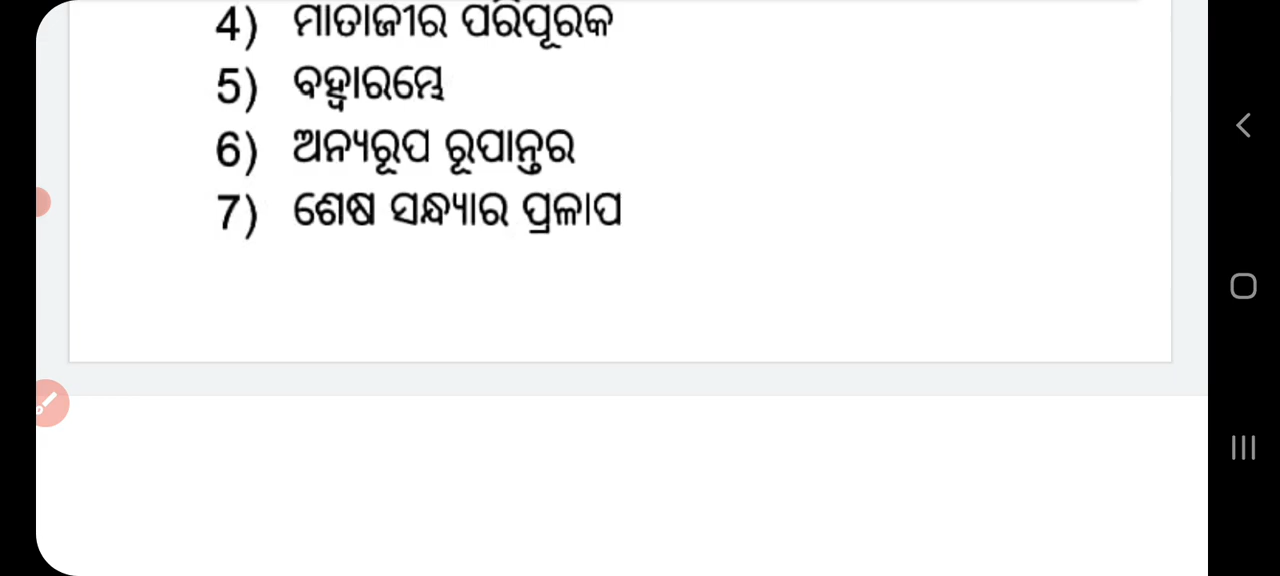 4) ମାତାଜୀର ପରିପୂରକ
5) ବହ୍ୱାରମ୍ଭେ
6) ଅନ୍ୟରୂପ ରୂପାନ୍ତର
7) ଶେଷ ସନ୍ଧ୍ୟାର ପ୍ରଳାପ